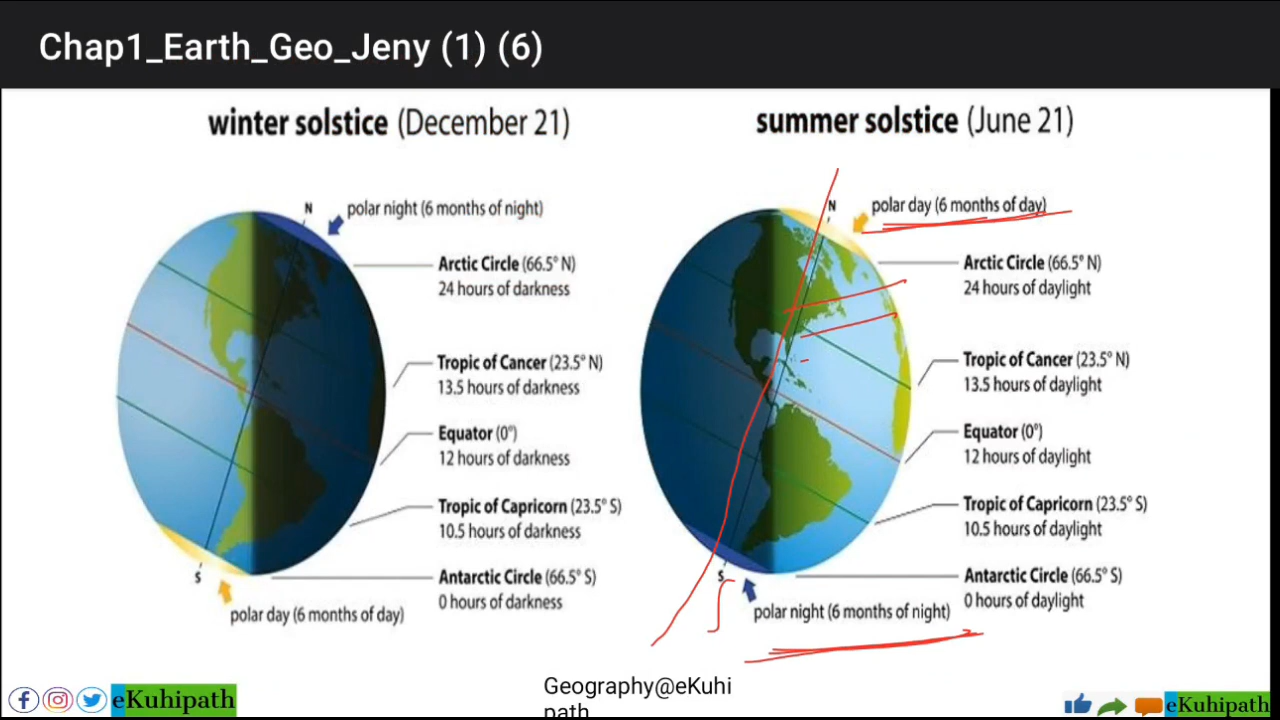 Chap1_Earth_Geo_Jeny (1) (6)
winter solstice (December 21)
N
polar night (6 months of night)
Arctic Circle (66.5° N)
24 hours of darkness
Tropic of Cancer (23.5° N)
13.5 hours of darkness
Equator (0°)
12 hours of darkness
Tropic of Capricorn (23.5° S)
10.5 hours of darkness
Antarctic Circle (66.5° S)
0 hours of darkness
S
polar day (6 months of day)
summer solstice (June 21)
N
polar day (6 months of day)
Arctic Circle (66.5° N)
24 hours of daylight
Tropic of Cancer (23.5° N)
13.5 hours of daylight
Equator (0°)
12 hours of daylight
Tropic of Capricorn (23.5° S)
10.5 hours of daylight
Antarctic Circle (66.5° S)
0 hours of daylight
S
polar night (6 months of night)
eKuhipath
Geography@eKuhi
path
eKuhipath